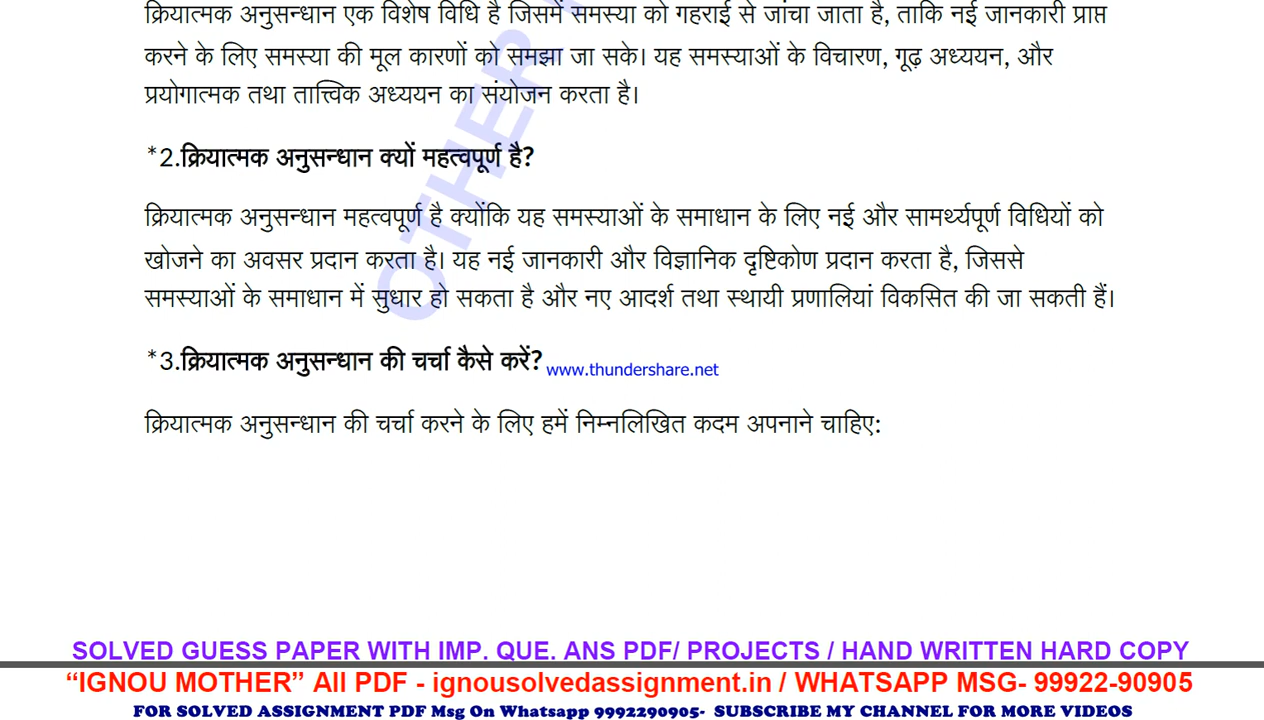 क्रियात्मक अनुसन्धान एक विशेष विधि है जिसमें समस्या को गहराई से जांचा जाता है, ताकि नई जानकारी प्राप्त
करने के लिए समस्या की मूल कारणों को समझा जा सके। यह समस्याओं के विचारण, गूढ़ अध्ययन, और
प्रयोगात्मक तथा तात्त्विक अध्ययन का संयोजन करता है।
*2.क्रियात्मक अनुसन्धान क्यों महत्वपूर्ण है?
क्रियात्मक अनुसन्धान महत्वपूर्ण है क्योंकि यह समस्याओं के समाधान के लिए नई और सामर्थ्यपूर्ण विधियों को
खोजने का अवसर प्रदान करता है। यह नई जानकारी और विज्ञानिक दृष्टिकोण प्रदान करता है, जिससे
समस्याओं के समाधान में सुधार हो सकता है और नए आदर्श तथा स्थायी प्रणालियां विकसित की जा सकती हैं।
*3.क्रियात्मक अनुसन्धान की चर्चा कैसे करें? www.thundershare.net
क्रियात्मक अनुसन्धान की चर्चा करने के लिए हमें निम्नलिखित कदम अपनाने चाहिए:
OTHER
SOLVED GUESS PAPER WITH IMP. QUE. ANS PDF/ PROJECTS / HAND WRITTEN HARD COPY
“IGNOU MOTHER” All PDF - ignousolvedassignment.in / WHATSAPP MSG- 99922-90905
FOR SOLVED ASSIGNMENT PDF Msg On Whatsapp 9992290905- SUBSCRIBE MY CHANNEL FOR MORE VIDEOS